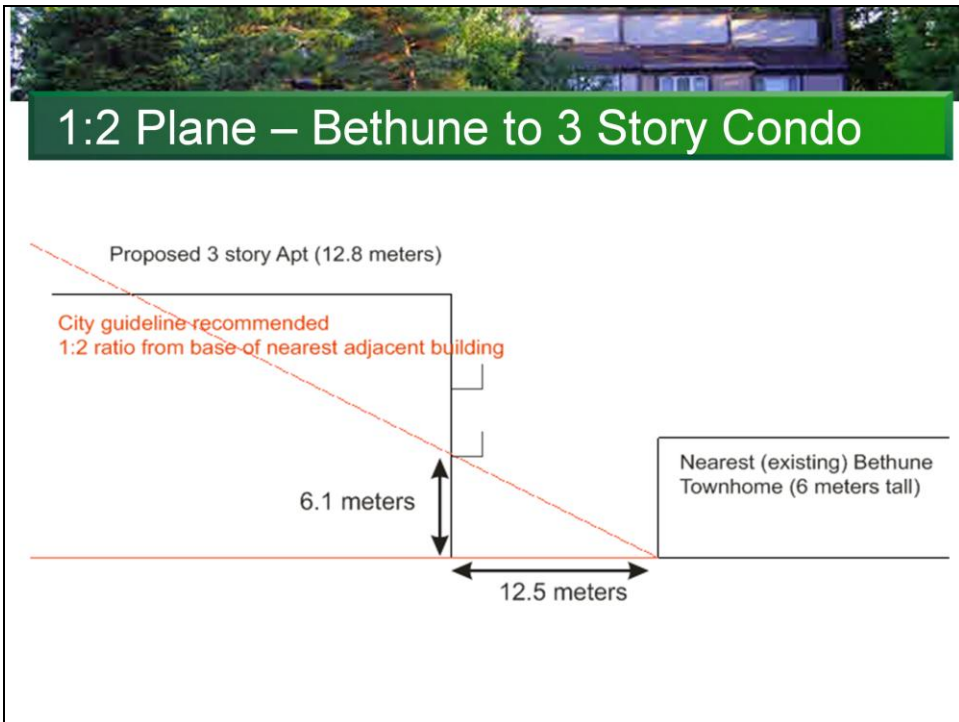 1:2 Plane – Bethune to 3 Story Condo
Proposed 3 story Apt (12.8 meters)
City guideline recommended
1:2 ratio from base of nearest adjacent building
Nearest (existing) Bethune
Townhome (6 meters tall)
6.1 meters
12.5 meters